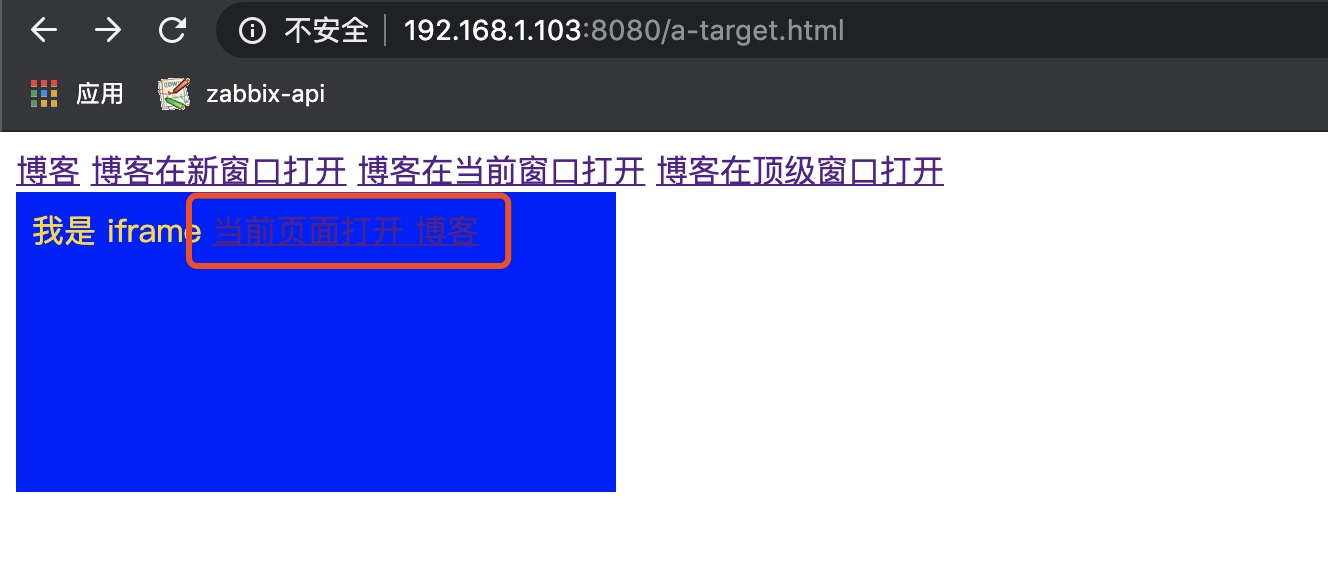 不安全 192.168.1.103:8080/a-target.html
应用 zabbix-api
博客 博客在新窗口打开 博客在当前窗口打开 博客在顶级窗口打开
我是 iframe 当前页面打开 博客